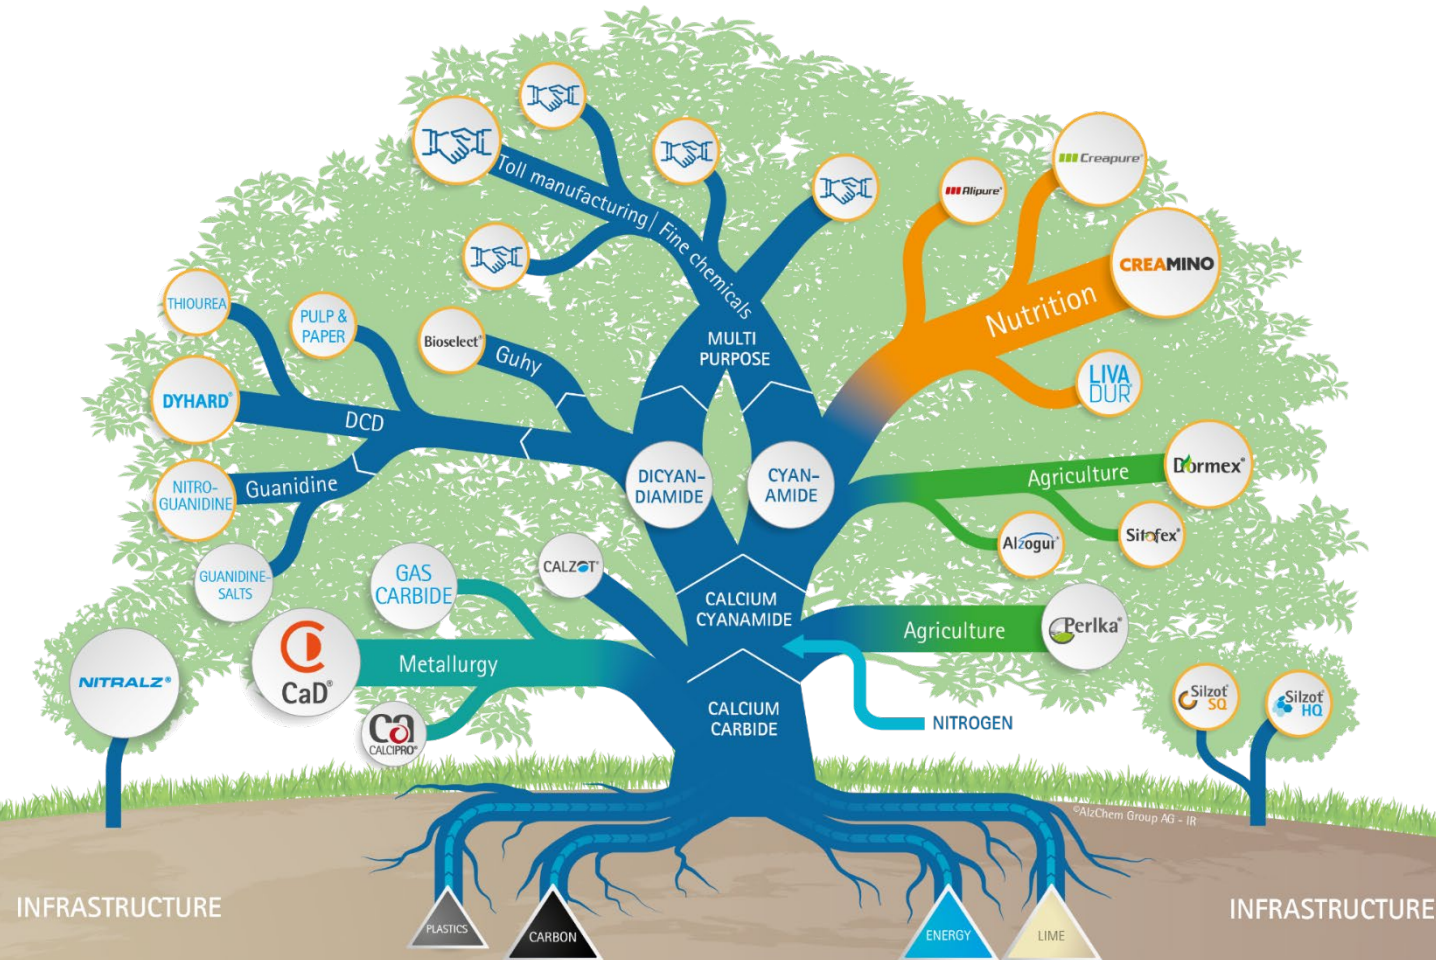 Creapure®
Alipure®
Toll manufacturing | Fine chemicals
CREAMINO
THIOUREA
PULP &
PAPER
Bioselect®
Guhy
MULTI
PURPOSE
Nutrition
LIVA
DUR®
DYHARD®
DCD
NITRO-
GUANIDINE
Guanidine
DICYAN-
DIAMIDE
CYAN-
AMIDE
Agriculture
Dormex®
Alzogur®
Sitofex®
GUANIDINE-
SALTS
GAS
CARBIDE
CALZOT®
CALCIUM
CYANAMIDE
Agriculture
Perlka®
NITRALZ®
CaD®
Metallurgy
ca
CALCIPRO®
CALCIUM
CARBIDE
NITROGEN
Silzot®
SQ
Silzot®
HQ
©AlzChem Group AG - IR
INFRASTRUCTURE
PLASTICS
CARBON
ENERGY
LIME
INFRASTRUCTURE